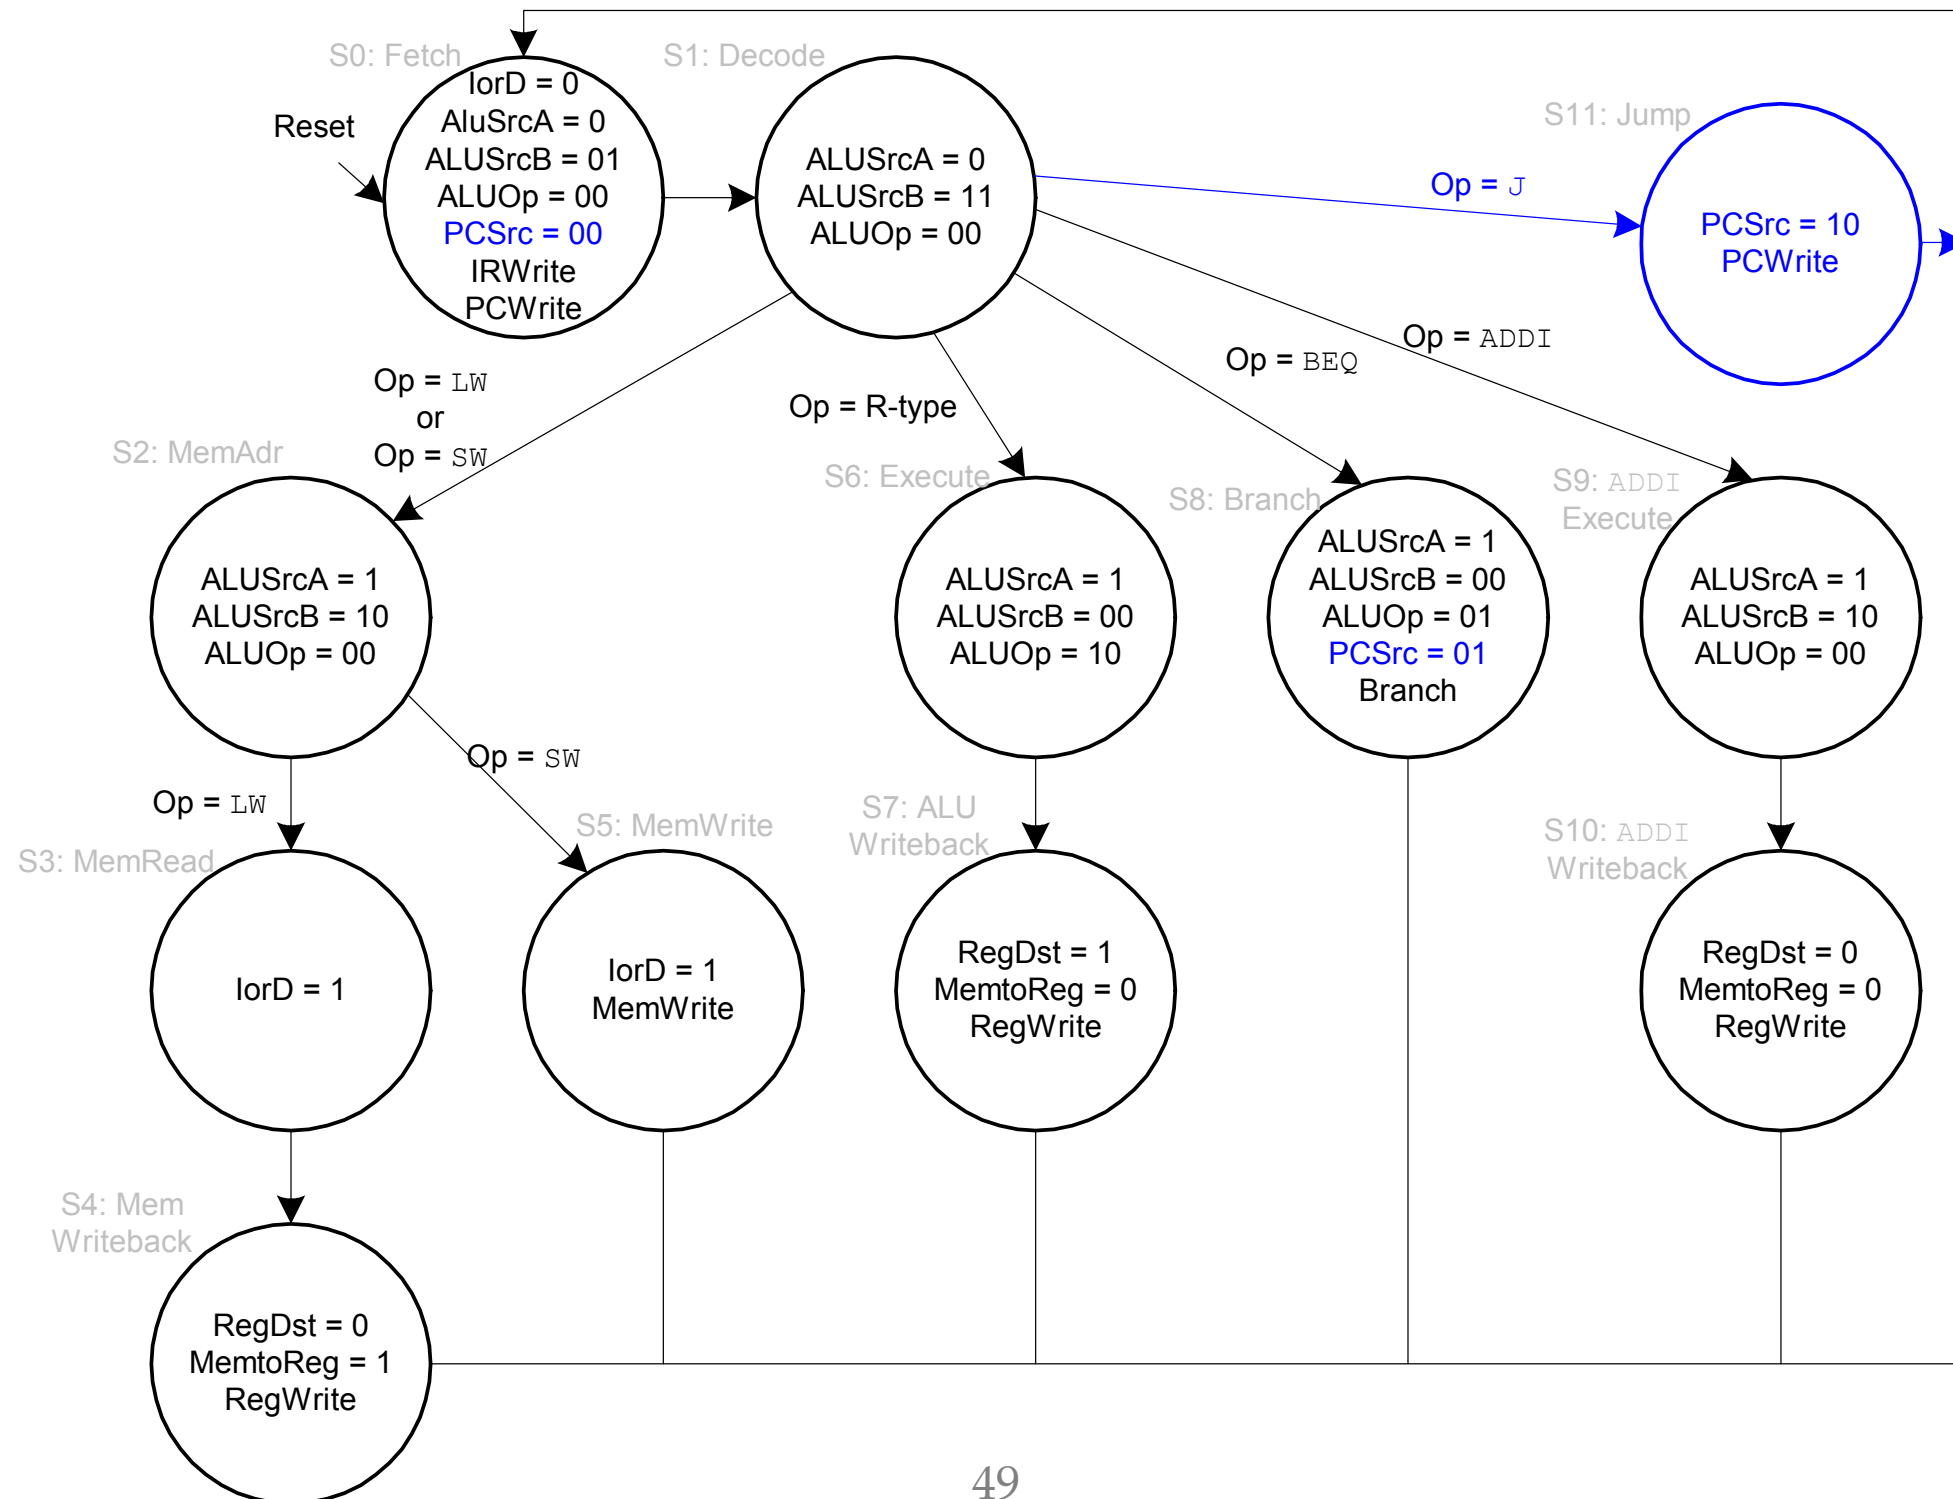 S0: Fetch
S1: Decode
Reset
IorD = 0
AluSrcA = 0
ALUSrcB = 01
ALUOp = 00
PCSrc = 00
IRWrite
PCWrite
ALUSrcA = 0
ALUSrcB = 11
ALUOp = 00
S11: Jump
Op = J
PCSrc = 10
PCWrite
Op = LW
or
Op = SW
Op = R-type
Op = BEQ
Op = ADDI
S2: MemAdr
ALUSrcA = 1
ALUSrcB = 10
ALUOp = 00
S6: Execute
ALUSrcA = 1
ALUSrcB = 00
ALUOp = 10
S8: Branch
ALUSrcA = 1
ALUSrcB = 00
ALUOp = 01
PCSrc = 01
Branch
S9: ADDI
Execute
ALUSrcA = 1
ALUSrcB = 10
ALUOp = 00
Op = LW
Op = SW
S3: MemRead
IorD = 1
S5: MemWrite
IorD = 1
MemWrite
S7: ALU
Writeback
RegDst = 1
MemtoReg = 0
RegWrite
S10: ADDI
Writeback
RegDst = 0
MemtoReg = 0
RegWrite
S4: Mem
Writeback
RegDst = 0
MemtoReg = 1
RegWrite
49